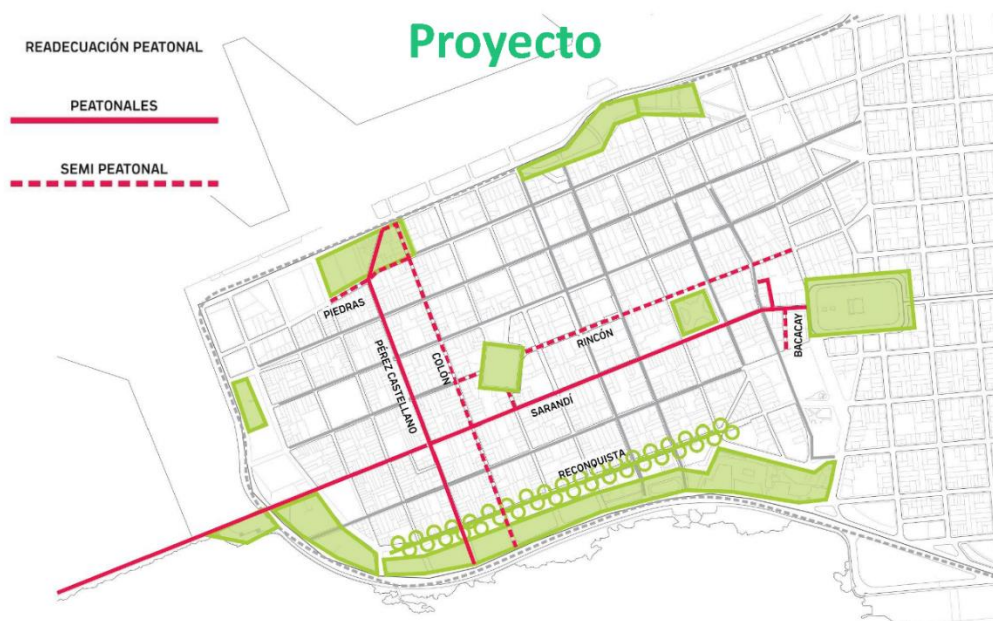 Proyecto
READECUACIÓN PEATONAL
PEATONALES
SEMI PEATONAL
PIEDRAS
PÉREZ CASTELLANO
COLÓN
RINCÓN
BACACAY
SARANDÍ
RECONQUISTA